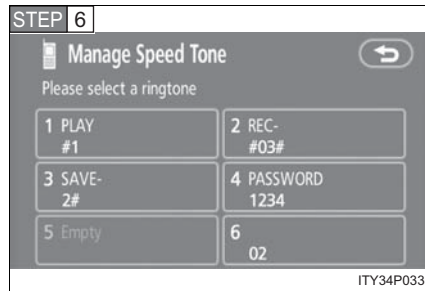 STEP 6
Manage Speed Tone
Please select a ringtone
1 PLAY
#1
2 REC-
#03#
3 SAVE-
2#
4 PASSWORD
1234
5 Empty
6
02
ITY34P033